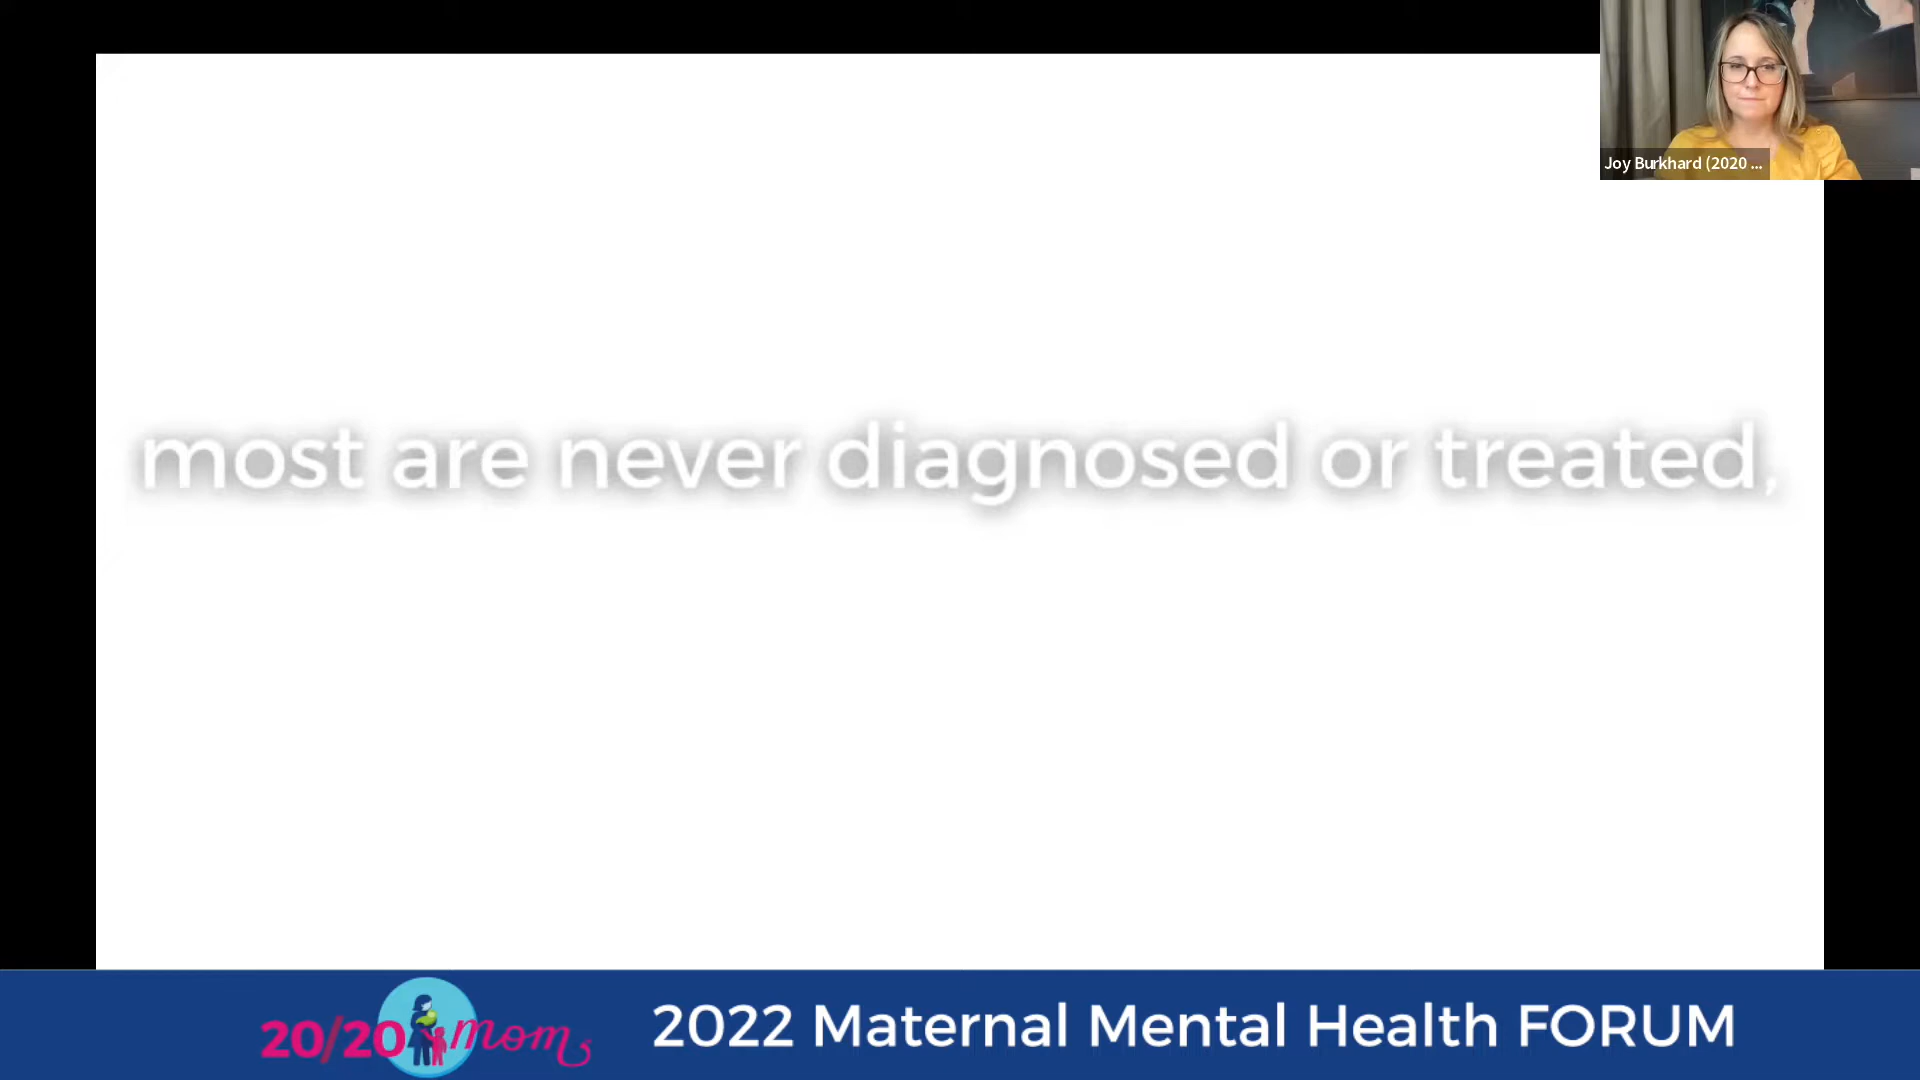 Joy Burkhard (2020 ...
most are never diagnosed or treated,
20/20 mom
2022 Maternal Mental Health FORUM